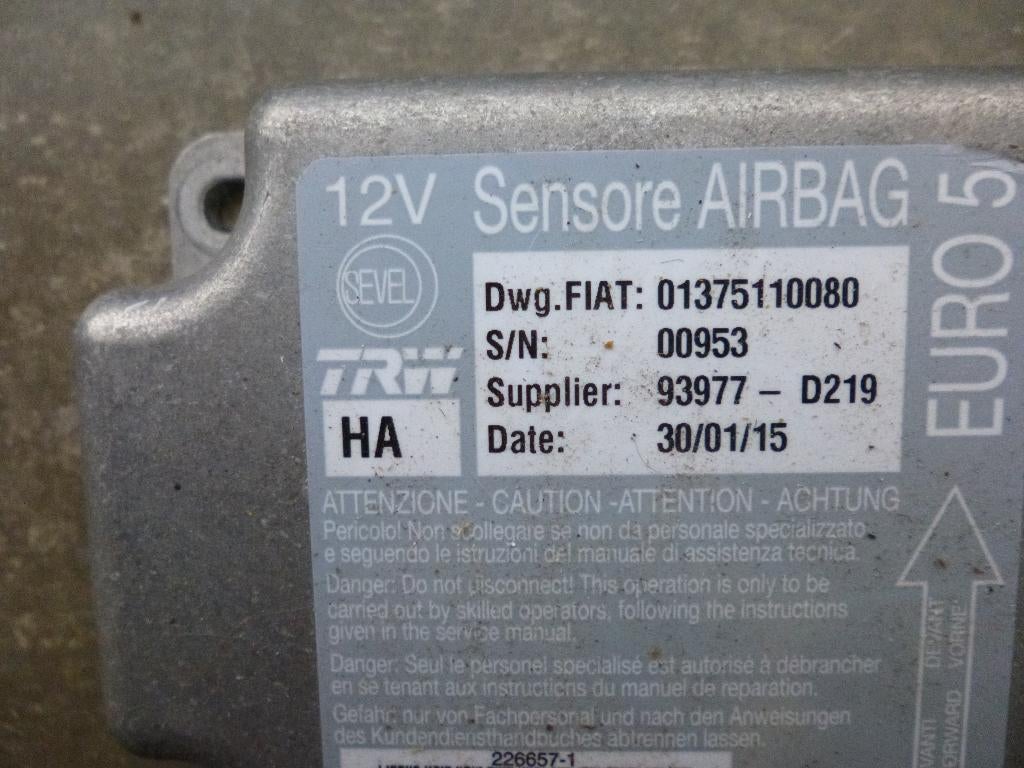 12V Sensore AIRBAG
EURO 5
SEVEL
TRW
HA
Dwg.FIAT: 01375110080
S/N: 00953
Supplier: 93977 – D219
Date: 30/01/15
ATTENZIONE - CAUTION -ATTENTION - ACHTUNG
Pericolo! Non scollegare se non da personale specializzato
e seguendo le istruzioni del manuale di assistenza tecnica.
Danger: Do not disconnect! This operation is only to be
carried out by skilled operators, following the instructions
given in the service manual.
Danger: Seul le personel specialisé est autorisé à débrancher
en se tenant aux instructions du manuel de reparation.
Gefahr: nur von Fachpersonal und nach den Anweisungen
des Kundendiensthandbuches abtrennen lassen.
DEVANT
VORNE
226657-1